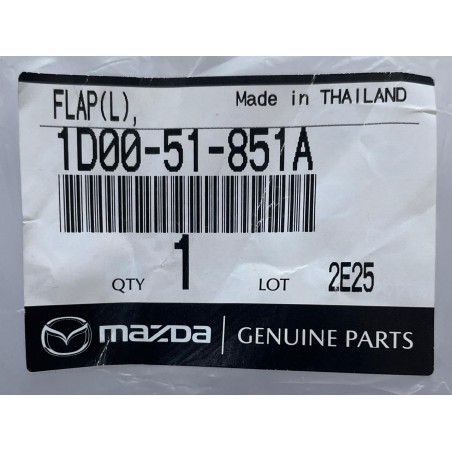 FLAP(L), Made in THAILAND
1D00-51-851A
QTY 1 LOT 2E25
mazda GENUINE PARTS